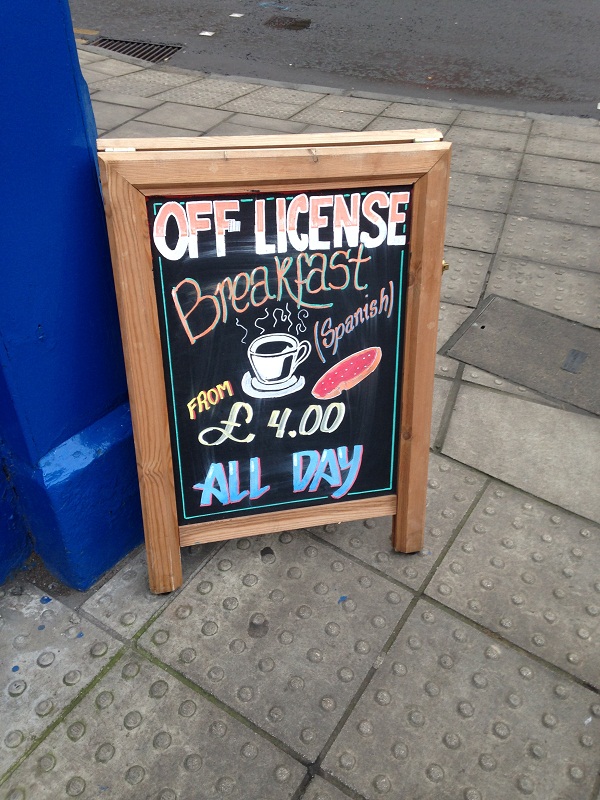 OFF LICENSE
Breakfast
(Spanish)
FROM
£ 4.00
ALL DAY